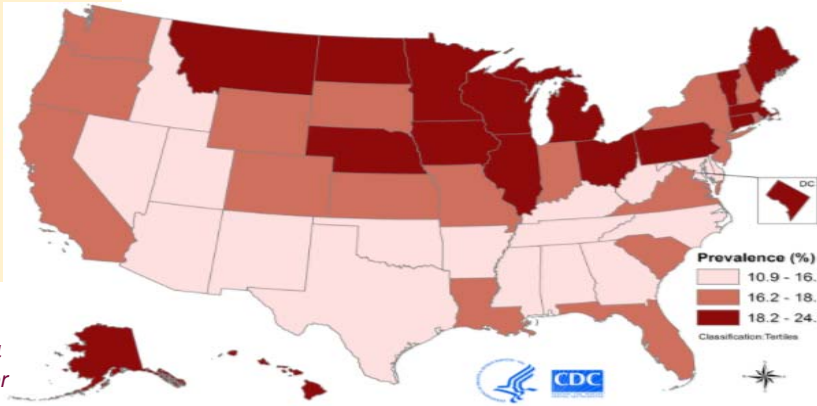 DC
Prevalence (%)
10.9 - 16.
16.2 - 18.
18.2 - 24.
Classification:Tertiles
r
CDC